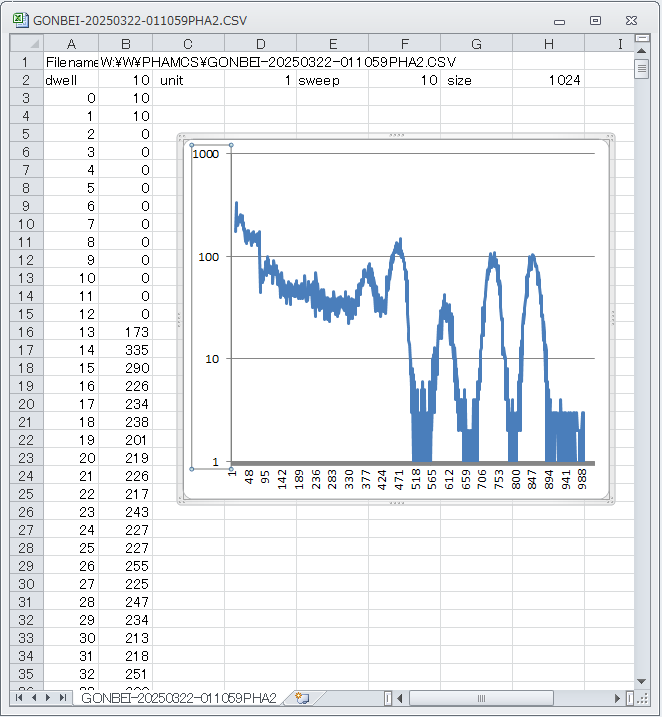 GONBEI-20250322-011059PHA2.CSV
A B C D E F G H I
1 Filename W:¥W¥PHAMCS¥GONBEI-20250322-011059PHA2.CSV
2 dwell 10 unit 1 sweep 10 size 1024
3 0 10
4 1 10
5 2 0
6 3 0
7 4 0
8 5 0
9 6 0
10 7 0
11 8 0
12 9 0
13 10 0
14 11 0
15 12 0
16 13 173
17 14 335
18 15 290
19 16 226
20 17 234
21 18 238
22 19 201
23 20 219
24 21 226
25 22 217
26 23 243
27 24 227
28 25 227
29 26 255
30 27 225
31 28 247
32 29 234
33 30 213
34 31 218
35 32 251
1000
100
10
1
1 48 95 142 189 236 283 330 377 424 471 518 565 612 659 706 753 800 847 894 941 988
GONBEI-20250322-011059PHA2